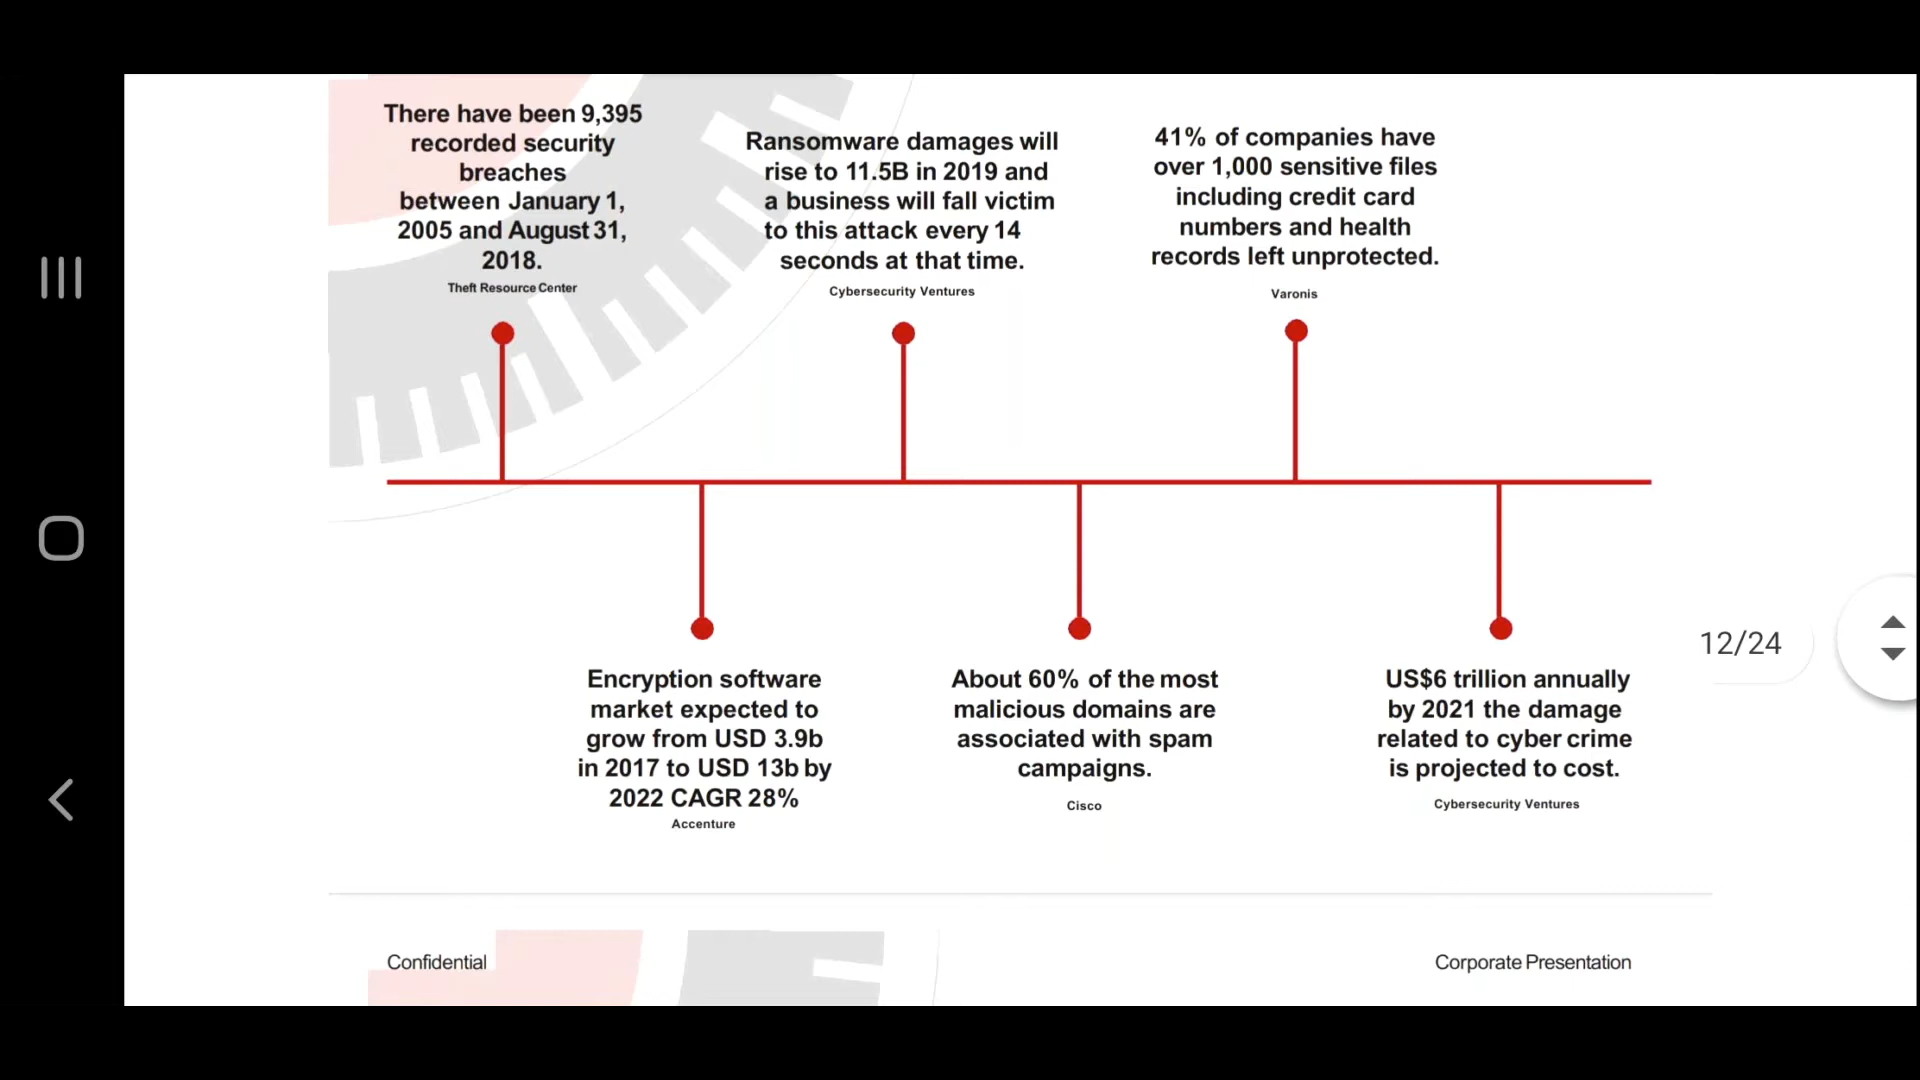 There have been 9,395
recorded security
breaches
between January 1,
2005 and August 31,
2018.
Theft Resource Center
Ransomware damages will
rise to 11.5B in 2019 and
a business will fall victim
to this attack every 14
seconds at that time.
Cybersecurity Ventures
41% of companies have
over 1,000 sensitive files
including credit card
numbers and health
records left unprotected.
Varonis
Encryption software
market expected to
grow from USD 3.9b
in 2017 to USD 13b by
2022 CAGR 28%
Accenture
About 60% of the most
malicious domains are
associated with spam
campaigns.
Cisco
US$6 trillion annually
by 2021 the damage
related to cyber crime
is projected to cost.
Cybersecurity Ventures
12/24
Confidential
Corporate Presentation